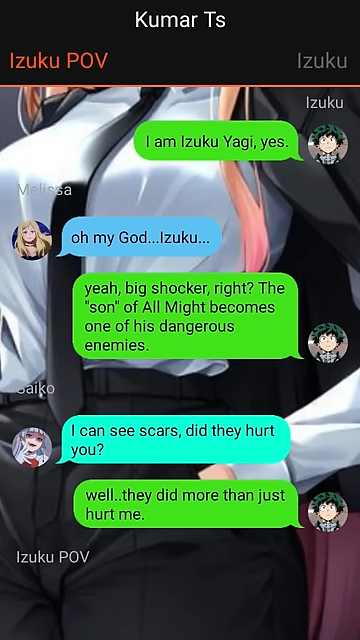 Kumar Ts
Izuku POV
Izuku
Izuku
I am Izuku Yagi, yes.
Melissa
oh my God...Izuku...
yeah, big shocker, right? The
"son" of All Might becomes
one of his dangerous
enemies.
Saiko
I can see scars, did they hurt
you?
well..they did more than just
hurt me.
Izuku POV